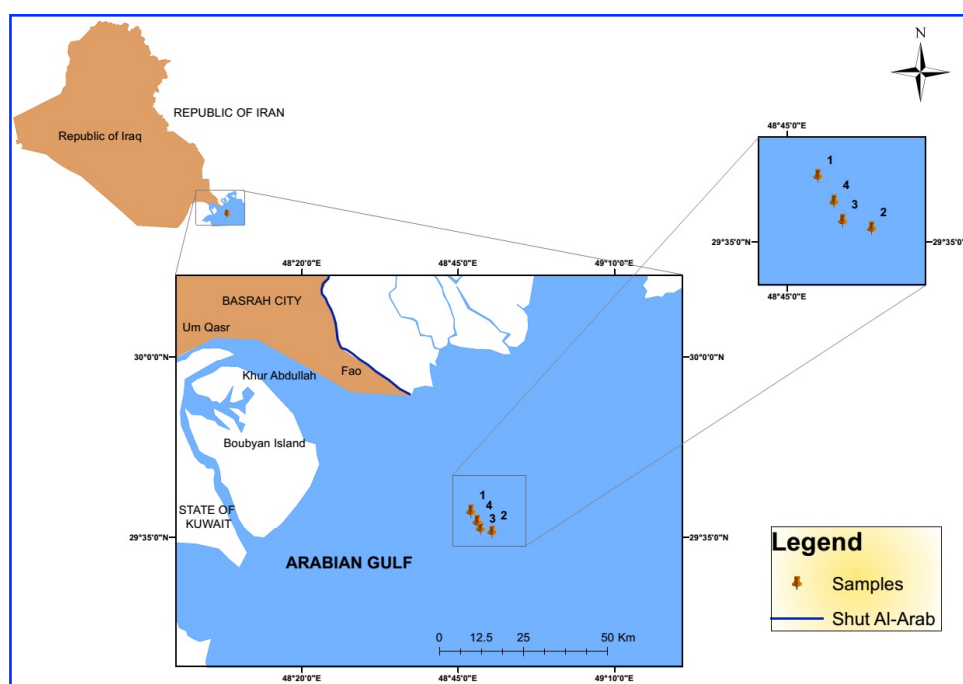 N
REPUBLIC OF IRAN
Republic of Iraq
48°45'0"E
1
4
3
2
29°35'0"N
29°35'0"N
48°45'0"E
48°20'0"E
48°45'0"E
49°10'0"E
BASRAH CITY
Um Qasr
30°0'0"N
30°0'0"N
Fao
Khur Abdullah
Boubyan Island
STATE OF
KUWAIT
1
4
3
2
29°35'0"N
29°35'0"N
ARABIAN GULF
0
12.5
25
50 Km
48°20'0"E
48°45'0"E
49°10'0"E
Legend
Samples
Shut Al-Arab